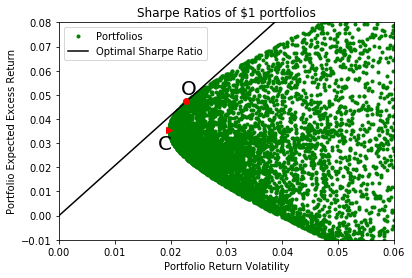 Sharpe Ratios of $1 portfolios
Portfolios
Optimal Sharpe Ratio
Portfolio Expected Excess Return
0.08
0.07
0.06
0.05
0.04
0.03
0.02
0.01
0.00
−0.01
O
C
0.00 0.01 0.02 0.03 0.04 0.05 0.06
Portfolio Return Volatility